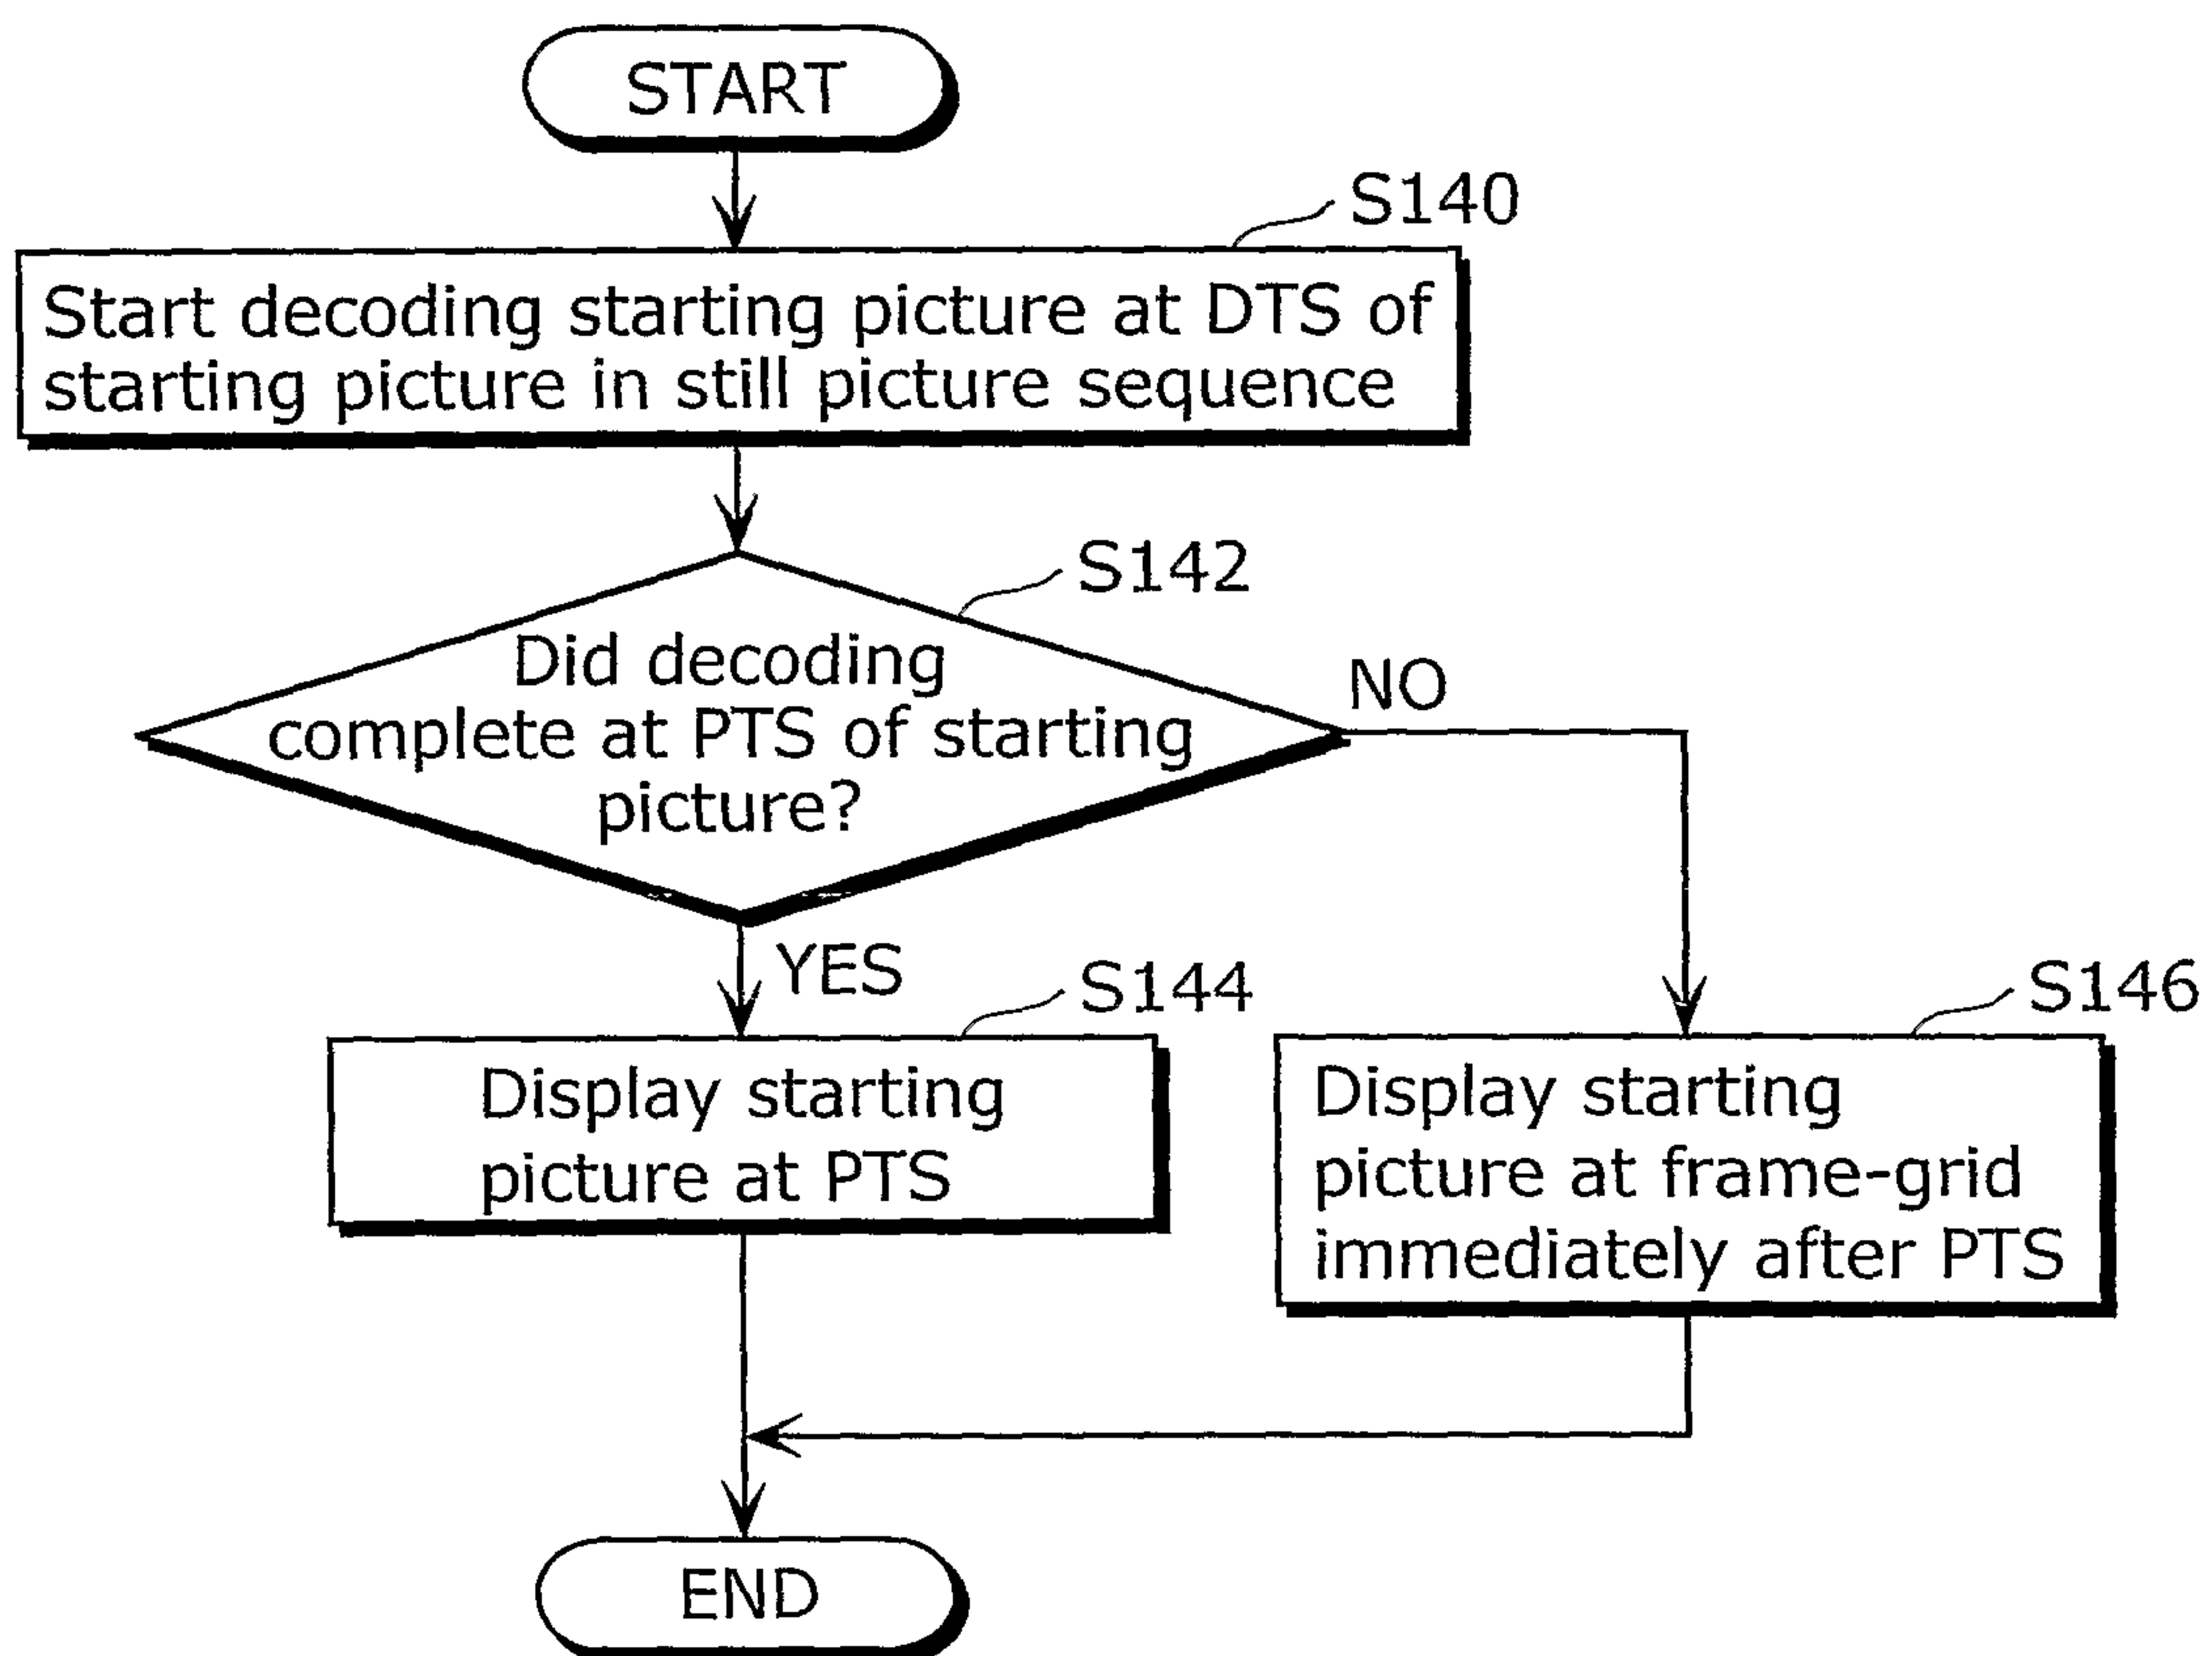 START
S140
Start decoding starting picture at DTS of
starting picture in still picture sequence
S142
Did decoding
complete at PTS of starting
picture?
NO
YES
S144
Display starting
picture at PTS
S146
Display starting
picture at frame-grid
immediately after PTS
END